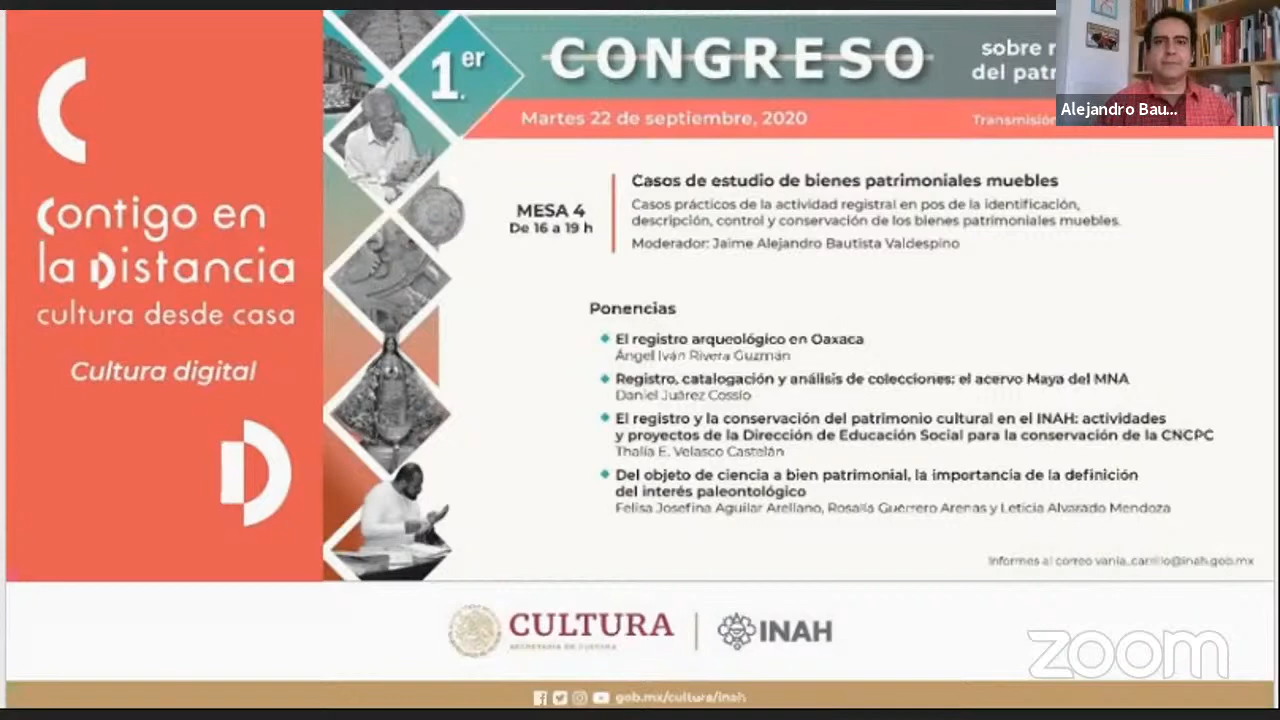 1.er
CONGRESO
sobre r
del patr
Martes 22 de septiembre, 2020
Transmisión
Alejandro Bau...
Contigo en
la Distancia
cultura desde casa
Cultura digital
MESA 4
De 16 a 19 h
Casos de estudio de bienes patrimoniales muebles
Casos prácticos de la actividad registral en pos de la identificación,
descripción, control y conservación de los bienes patrimoniales muebles.
Moderador: Jaime Alejandro Bautista Valdespino
Ponencias
El registro arqueológico en Oaxaca
Ángel Iván Rivera Guzmán
Registro, catalogación y análisis de colecciones: el acervo Maya del MNA
Daniel Juárez Cossío
El registro y la conservación del patrimonio cultural en el INAH: actividades
y proyectos de la Dirección de Educación Social para la conservación de la CNCPC
Thalía E. Velasco Castelán
Del objeto de ciencia a bien patrimonial, la importancia de la definición
del interés paleontológico
Felisa Josefina Aguilar Arellano, Rosalía Guerrero Arenas y Leticia Alvarado Mendoza
Informes al correo vania_carrillo@inah.gob.mx
CULTURA
SECRETARÍA DE CULTURA
INAH
zoom
gob.mx/cultura/inah